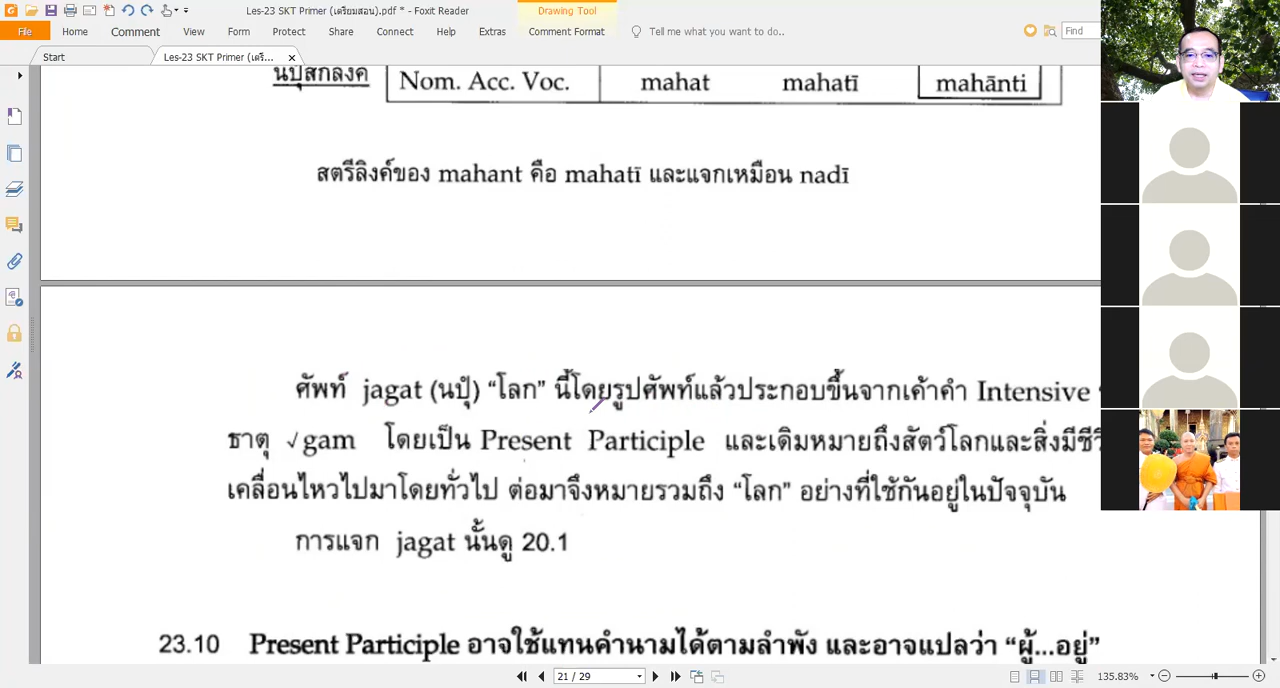 Les-23 SKT Primer (เตรียมสอน).pdf * - Foxit Reader
Drawing Tool
File Home Comment View Form Protect Share Connect Help Extras Comment Format Tell me what you want to do.. Find
Start Les-23 SKT Primer (เตรี...
นปุํสกลิงค์ Nom. Acc. Voc. mahat mahatī mahānti
สตรีลิงค์ของ mahant คือ mahatī และแจกเหมือน nadī
ศัพท์ jagat (นปุํ) “โลก” นี้โดยรูปศัพท์แล้วประกอบขึ้นจากเค้าคำ Intensive
ธาตุ √gam โดยเป็น Present Participle และเดิมหมายถึงสัตว์โลกและสิ่งมีชี
เคลื่อนไหวไปมาโดยทั่วไป ต่อมาจึงหมายรวมถึง “โลก” อย่างที่ใช้กันอยู่ในปัจจุบัน
การแจก jagat นั้นดู 20.1
23.10 Present Participle อาจใช้แทนคำนามได้ตามลำพัง และอาจแปลว่า “ผู้...อยู่”
21 / 29 135.83%